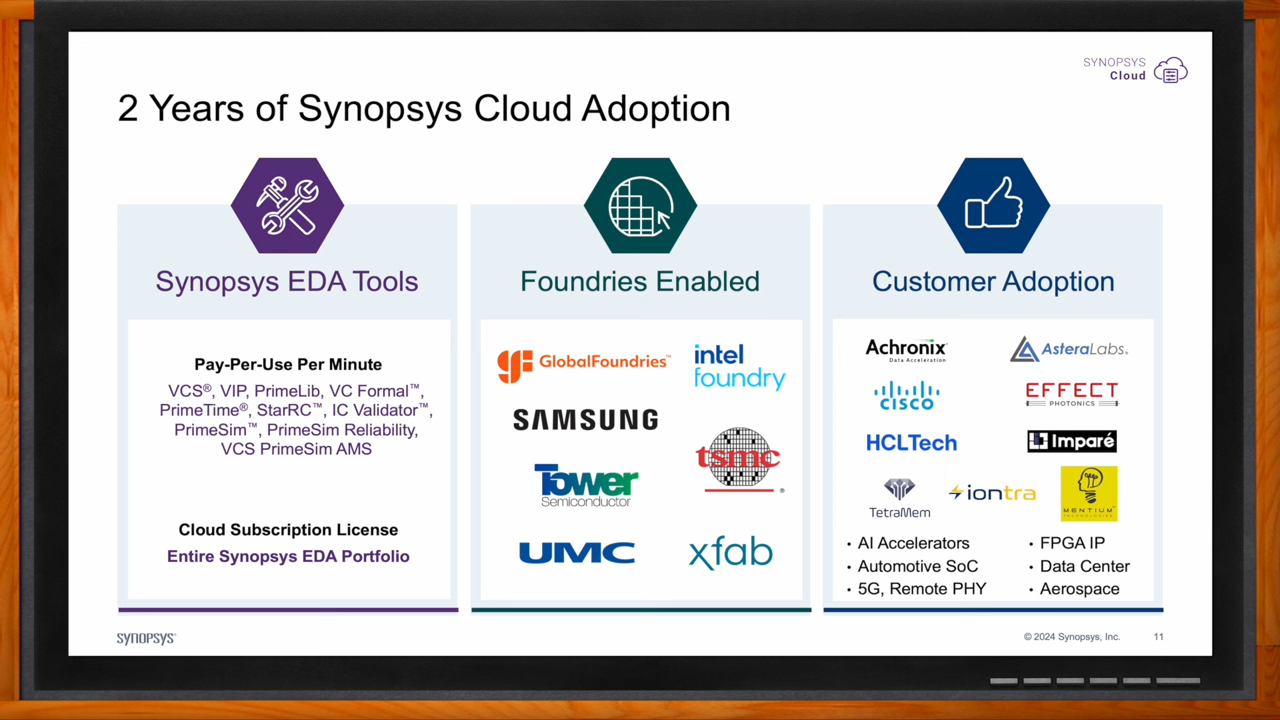 SYNOPSYS
Cloud
2 Years of Synopsys Cloud Adoption
Synopsys EDA Tools
Pay-Per-Use Per Minute
VCS®, VIP, PrimeLib, VC Formal™,
PrimeTime®, StarRC™, IC Validator™,
PrimeSim™, PrimeSim Reliability,
VCS PrimeSim AMS
Cloud Subscription License
Entire Synopsys EDA Portfolio
Foundries Enabled
GF GlobalFoundries™
intel
foundry
SAMSUNG
tsmc®
Tower
Semiconductor
UMC
xfab
Customer Adoption
Achronix
Data Acceleration
AsteraLabs®
CISCO
EFFECT
PHOTONICS
HCLTech
Imparé
TetraMem
iontra
MENTIUM™
TECHNOLOGIES
• AI Accelerators
• Automotive SoC
• 5G, Remote PHY
• FPGA IP
• Data Center
• Aerospace
SYNOPSYS®
© 2024 Synopsys, Inc.
11